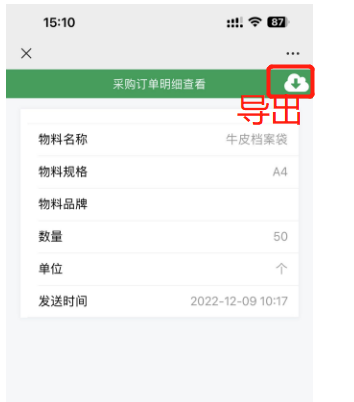 15:10
87
采购订单明细查看
导出
物料名称 牛皮档案袋
物料规格 A4
物料品牌
数量 50
单位 个
发送时间 2022-12-09 10:17